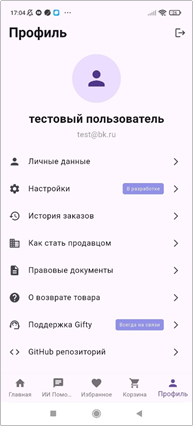 17:04
Профиль
тестовый пользователь
test@bk.ru
Личные данные
Настройки
В разработке
История заказов
Как стать продавцом
Правовые документы
О возврате товара
Поддержка Gifty
Всегда на связи
GitHub репозиторий
Главная
ИИ Помо...
Избранное
Корзина
Профиль